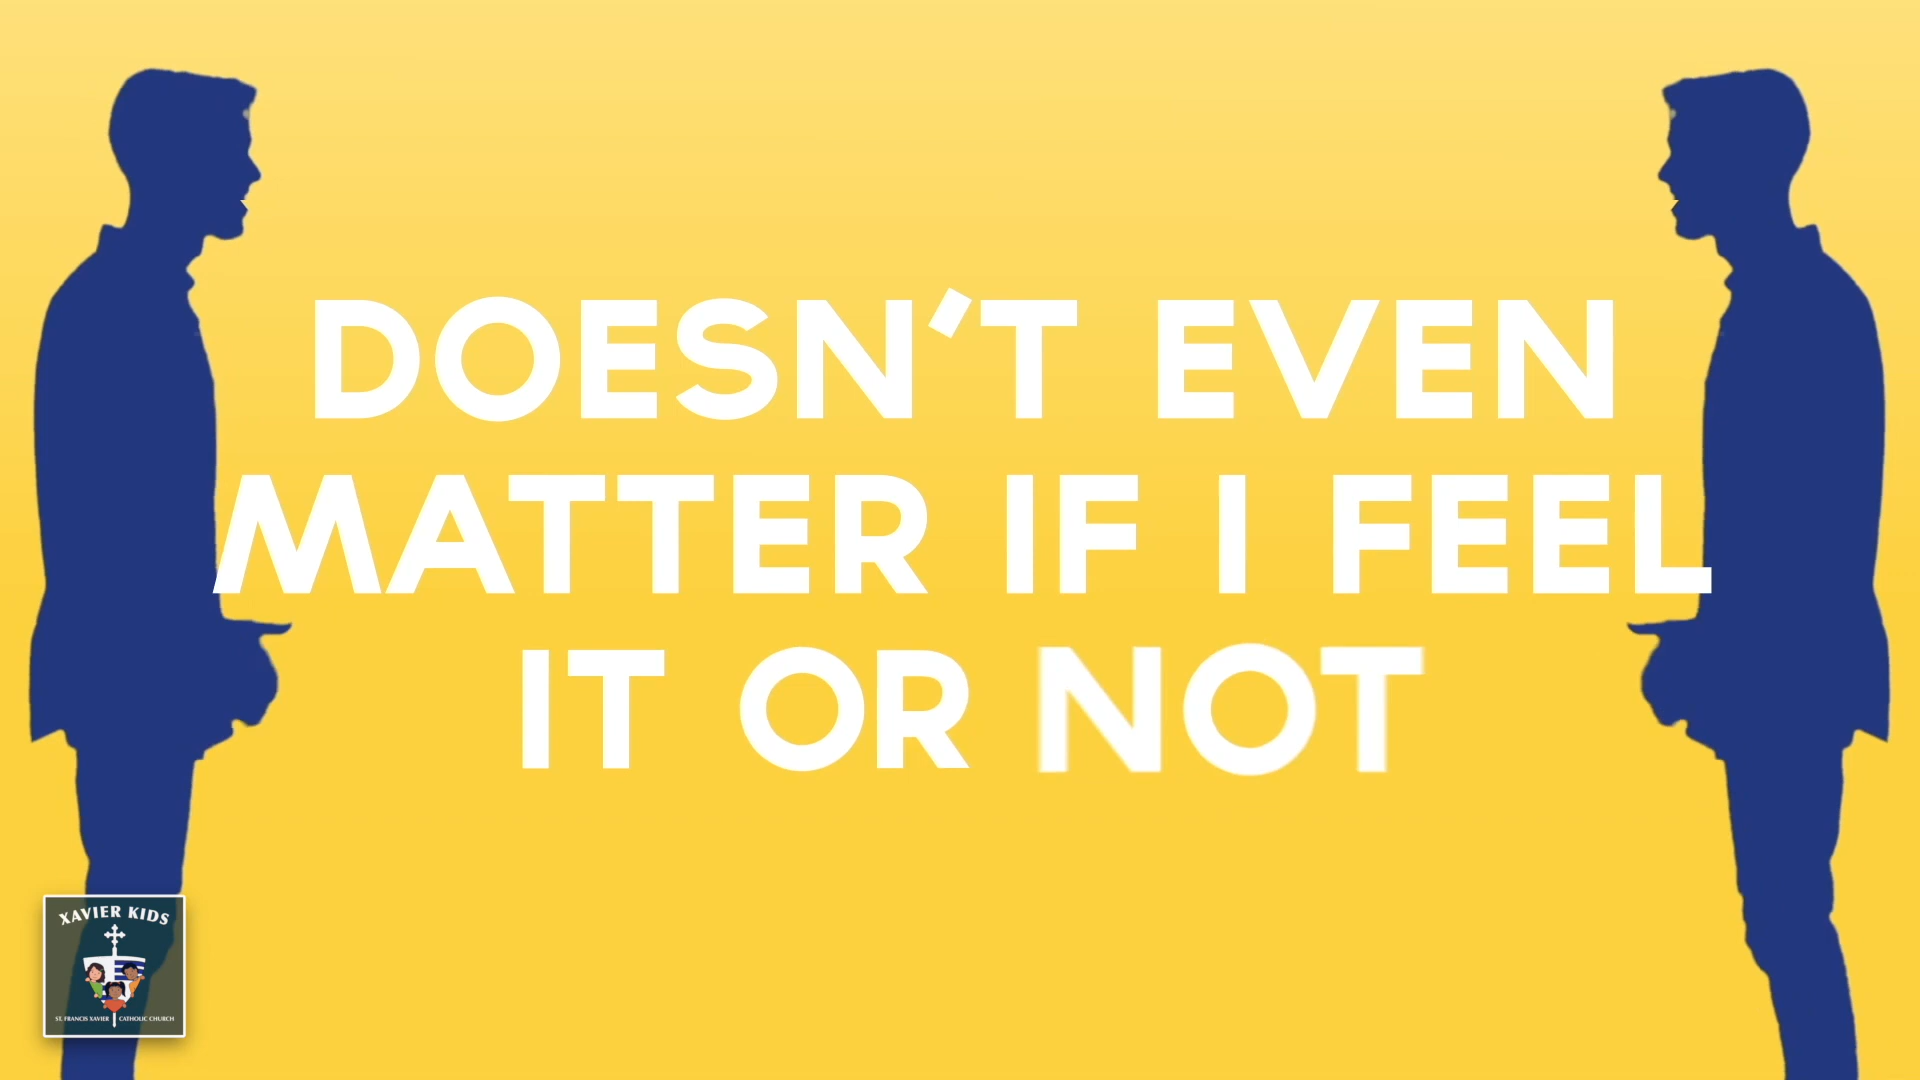 DOESN'T EVEN
MATTER IF I FEEL
IT OR NOT
XAVIER KIDS
ST. FRANCIS XAVIER CATHOLIC CHURCH